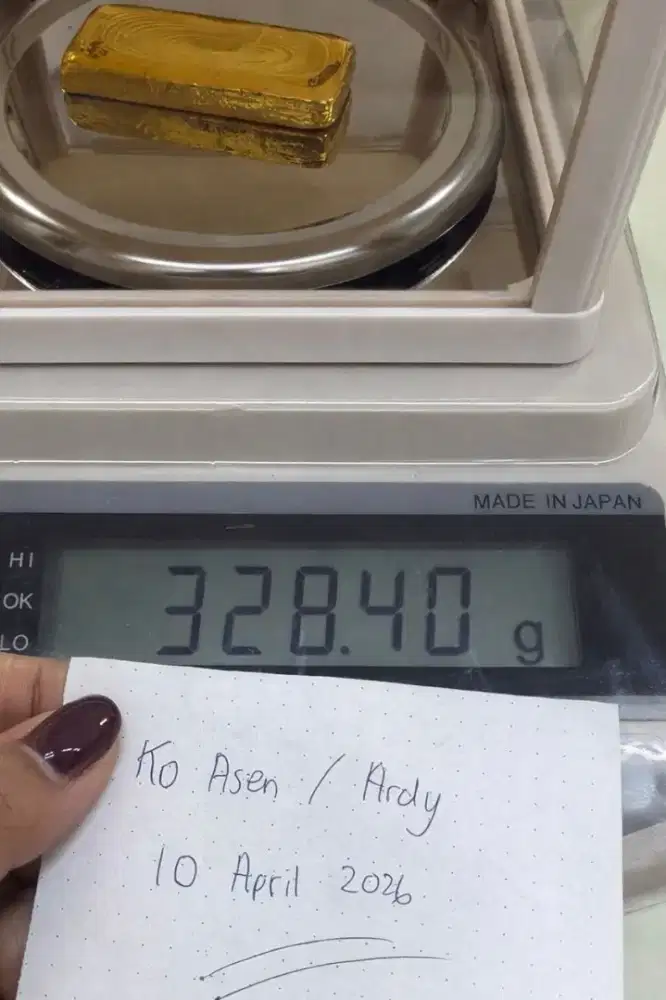 MADE IN JAPAN
HI
OK
LO
328.40 g
Ko Asen / Ardy
10 April 2026